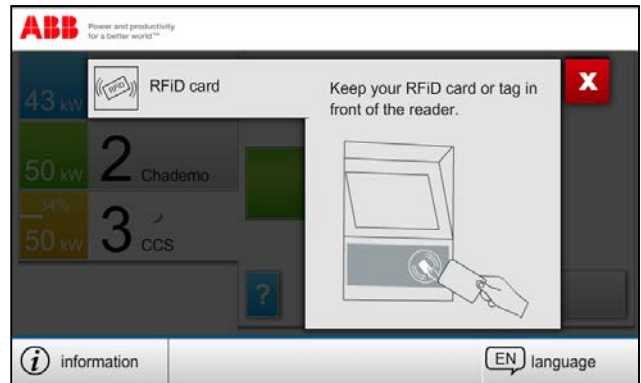 ABB
Power and productivity
for a better world™
RFiD
RFiD card
Keep your RFiD card or tag in
front of the reader.
X
43 kW
50 kW
2 Chademo
34%
50 kW
3 CCS
?
i information
EN language